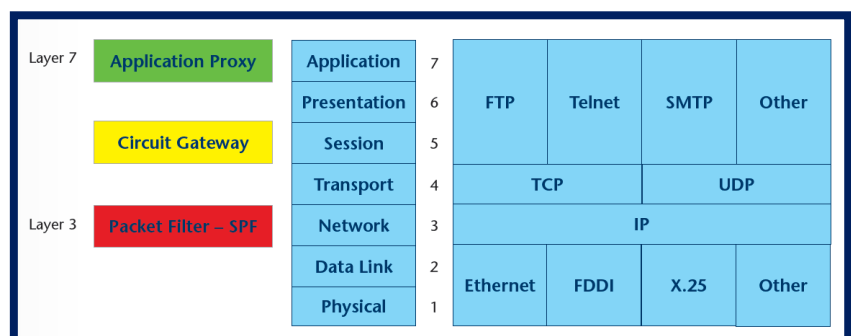 Layer 7 Application Proxy Application 7
Presentation 6 FTP Telnet SMTP Other
Circuit Gateway Session 5
Transport 4 TCP UDP
Layer 3 Packet Filter – SPF Network 3 IP
Data Link 2
Ethernet FDDI X.25 Other
Physical 1